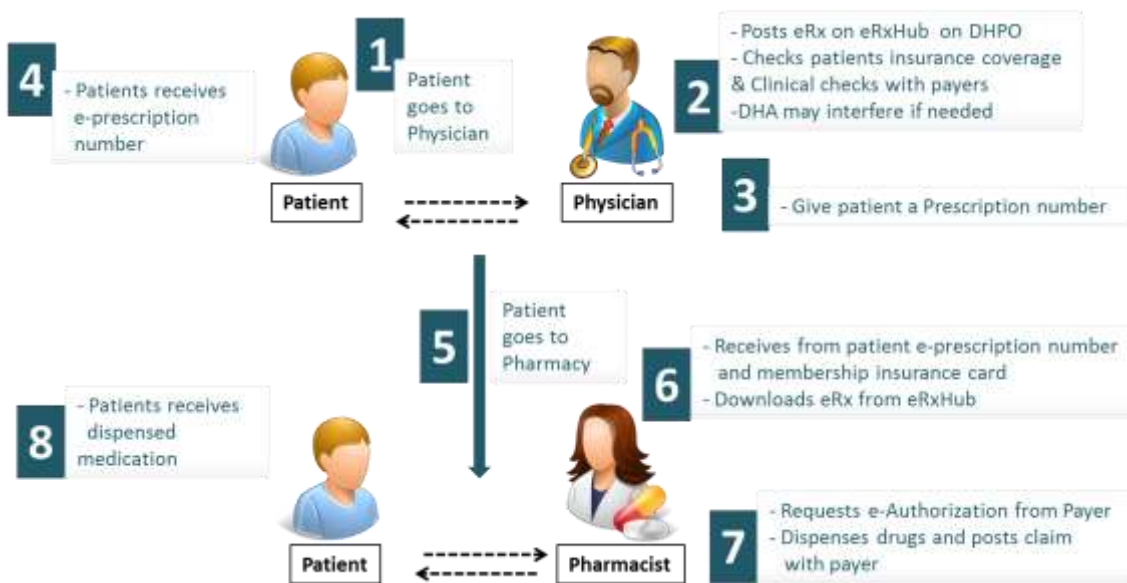 4
- Patients receives
e-prescription
number
1
Patient
goes to
Physician
2
- Posts eRx on eRxHub on DHPO
- Checks patients insurance coverage
& Clinical checks with payers
-DHA may interfere if needed
Patient
Physician
3
- Give patient a Prescription number
5
Patient
goes to
Pharmacy
6
- Receives from patient e-prescription number
and membership insurance card
- Downloads eRx from eRxHub
8
- Patients receives
dispensed
medication
7
- Requests e-Authorization from Payer
- Dispenses drugs and posts claim
with payer
Patient
Pharmacist